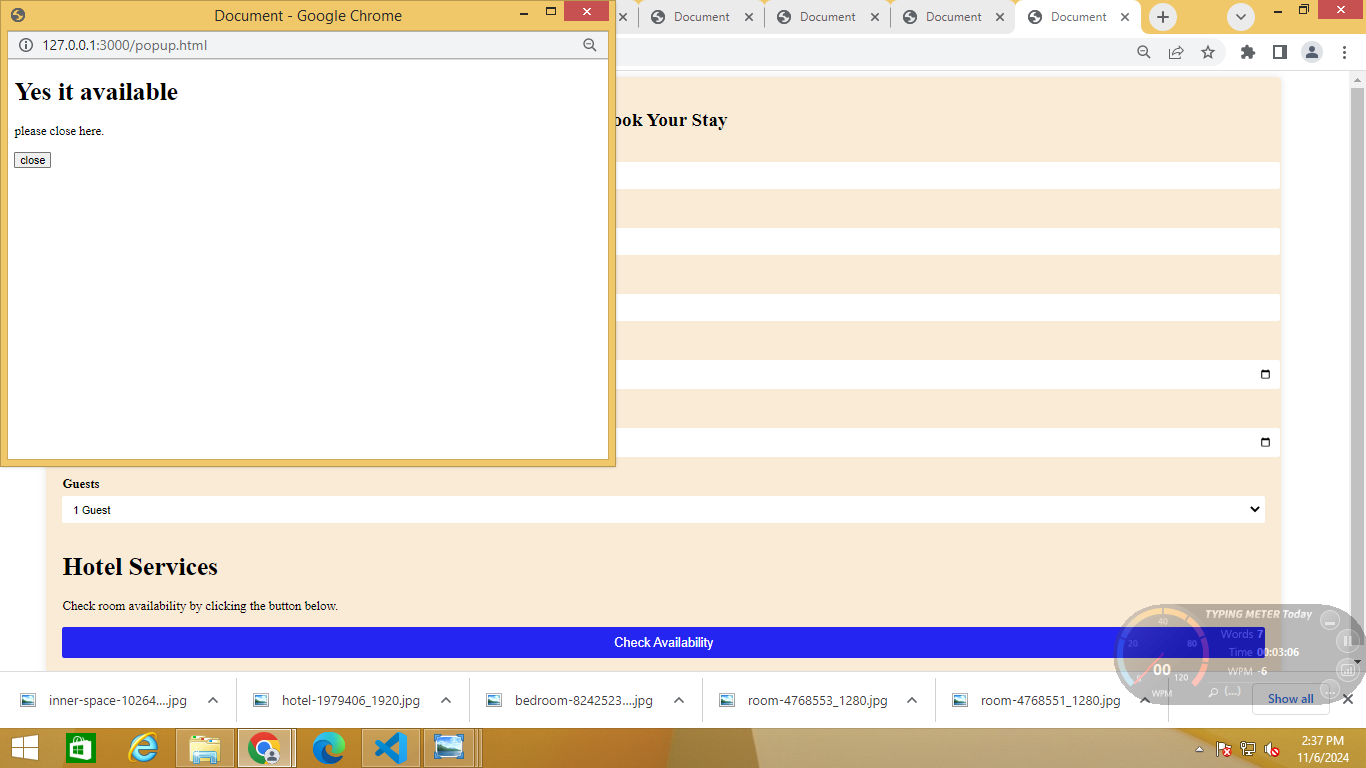 Document - Google Chrome
Document
Document
Document
Document
127.0.0.1:3000/popup.html
Yes it available
please close here.
close
ook Your Stay
Guests
1 Guest
Hotel Services
Check room availability by clicking the button below.
Check Availability
TYPING METER Today
Words 7
Time 00:03:06
WPM -6
0
20
40
80
120
00
WPM
(...)
inner-space-10264....jpg
hotel-1979406_1920.jpg
bedroom-8242523....jpg
room-4768553_1280.jpg
room-4768551_1280.jpg
Show all
2:37 PM
11/6/2024